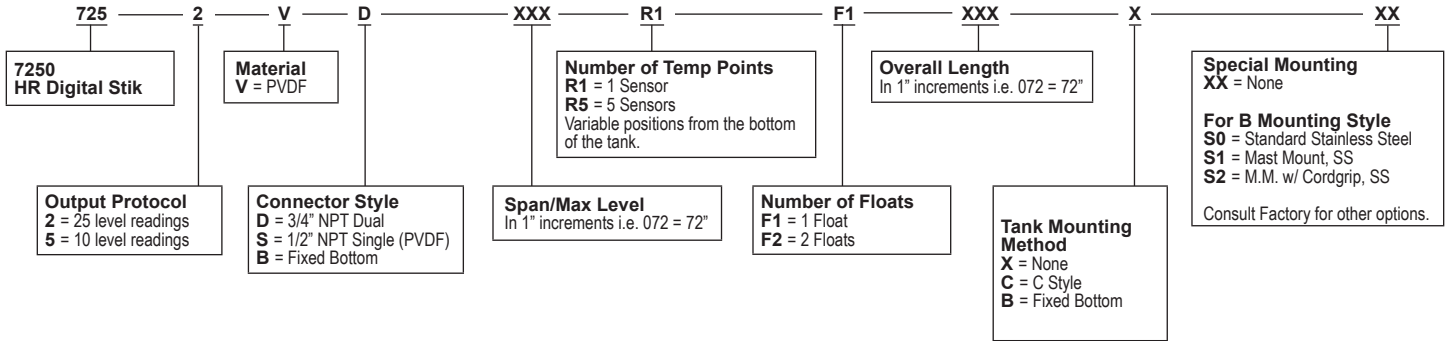 725 2 V D XXX R1 F1 XXX X XX
7250
HR Digital Stik
Material
V = PVDF
Number of Temp Points
R1 = 1 Sensor
R5 = 5 Sensors
Variable positions from the bottom
of the tank.
Overall Length
In 1" increments i.e. 072 = 72"
Special Mounting
XX = None
For B Mounting Style
S0 = Standard Stainless Steel
S1 = Mast Mount, SS
S2 = M.M. w/ Cordgrip, SS
Consult Factory for other options.
Output Protocol
2 = 25 level readings
5 = 10 level readings
Connector Style
D = 3/4" NPT Dual
S = 1/2" NPT Single (PVDF)
B = Fixed Bottom
Span/Max Level
In 1" increments i.e. 072 = 72"
Number of Floats
F1 = 1 Float
F2 = 2 Floats
Tank Mounting
Method
X = None
C = C Style
B = Fixed Bottom